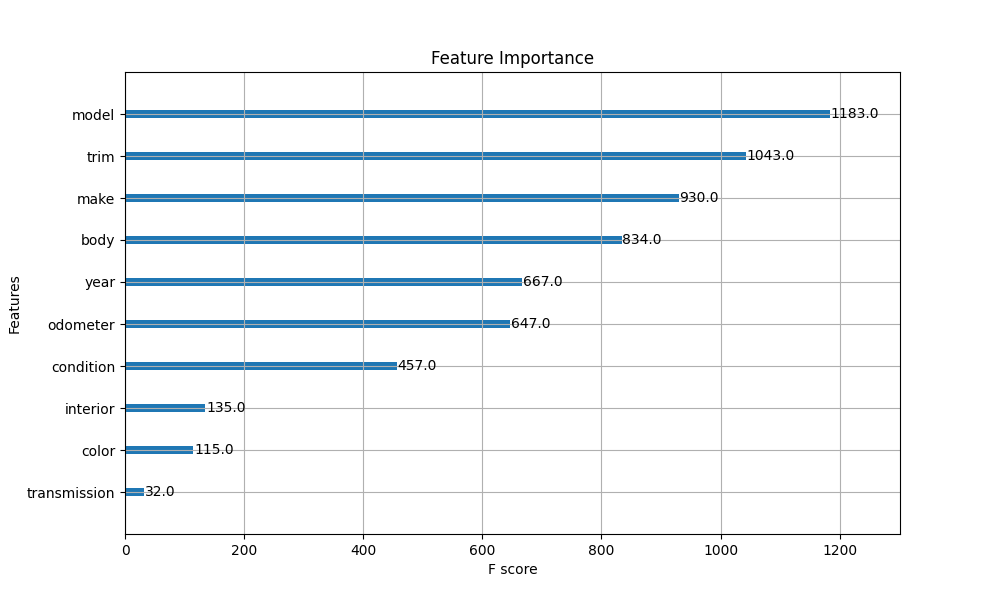 Feature Importance
model 1183.0
trim 1043.0
make 930.0
body 834.0
year 667.0
odometer 647.0
condition 457.0
interior 135.0
color 115.0
transmission 32.0
Features
0 200 400 600 800 1000 1200
F score